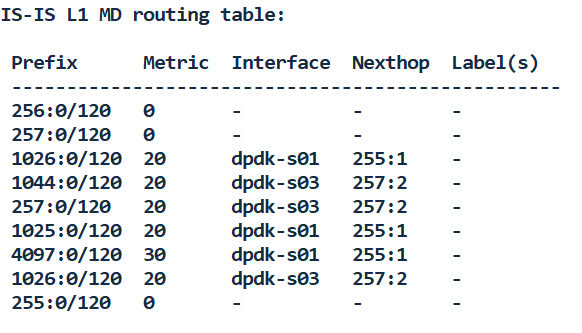 IS-IS L1 MD routing table:
Prefix Metric Interface Nexthop Label(s)
--------------------------------------------------
256:0/120 0 - - -
257:0/120 0 - - -
1026:0/120 20 dpdk-s01 255:1 -
1044:0/120 20 dpdk-s03 257:2 -
257:0/120 20 dpdk-s03 257:2 -
1025:0/120 20 dpdk-s01 255:1 -
4097:0/120 30 dpdk-s01 255:1 -
1026:0/120 20 dpdk-s03 257:2 -
255:0/120 0 - - -